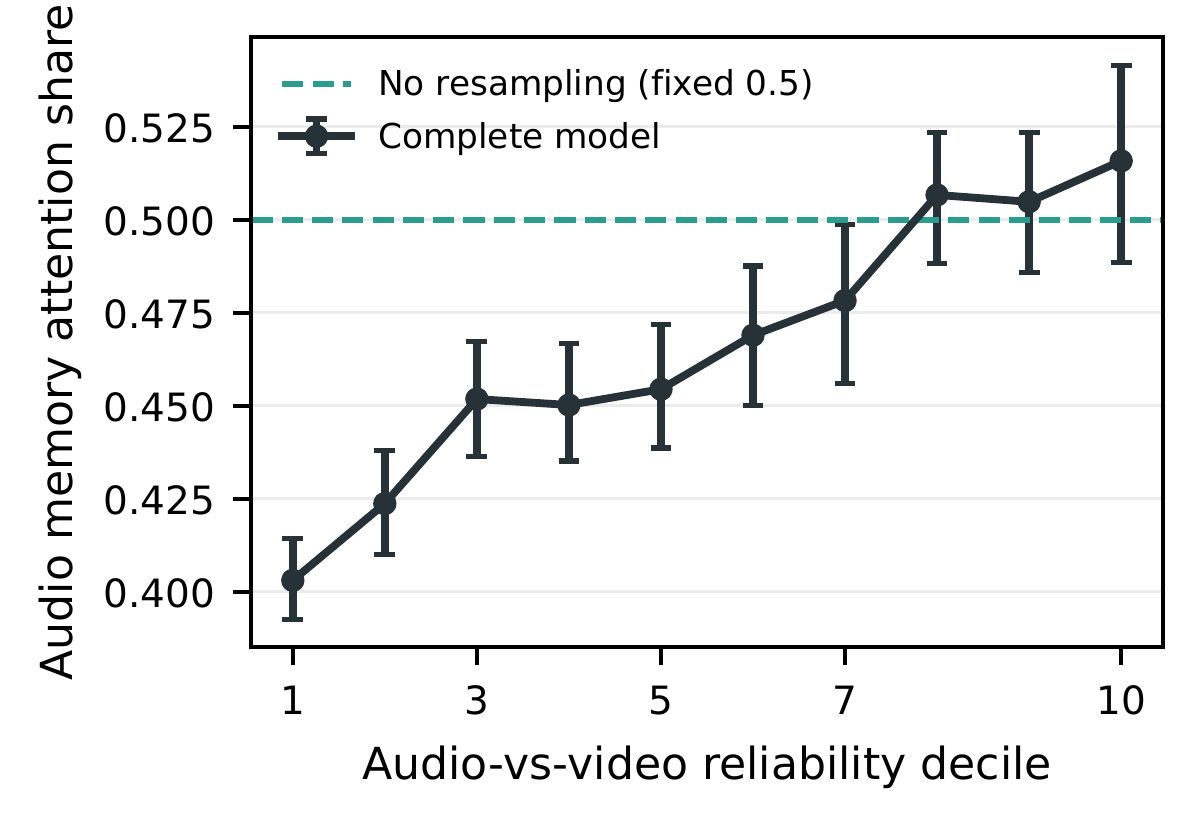 No resampling (fixed 0.5)
Complete model
Audio memory attention share
0.525
0.500
0.475
0.450
0.425
0.400
1 3 5 7 10
Audio-vs-video reliability decile